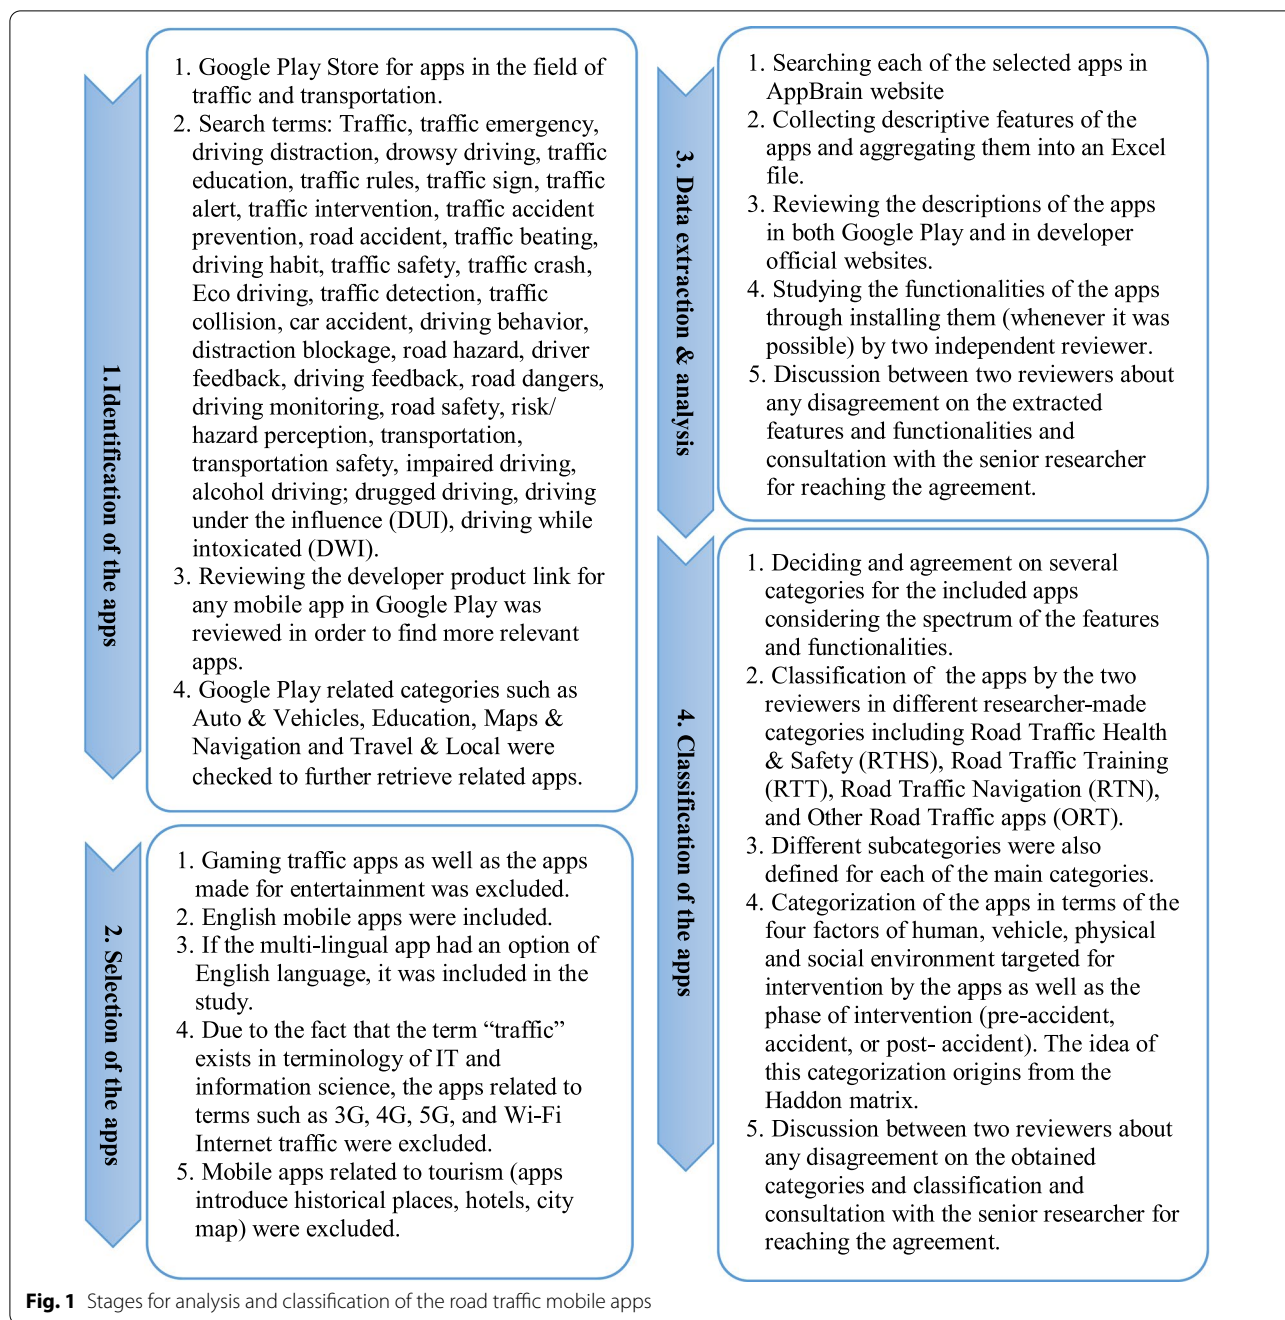 1.Identification of the apps
1. Google Play Store for apps in the field of
traffic and transportation.
2. Search terms: Traffic, traffic emergency,
driving distraction, drowsy driving, traffic
education, traffic rules, traffic sign, traffic
alert, traffic intervention, traffic accident
prevention, road accident, traffic beating,
driving habit, traffic safety, traffic crash,
Eco driving, traffic detection, traffic
collision, car accident, driving behavior,
distraction blockage, road hazard, driver
feedback, driving feedback, road dangers,
driving monitoring, road safety, risk/
hazard perception, transportation,
transportation safety, impaired driving,
alcohol driving; drugged driving, driving
under the influence (DUI), driving while
intoxicated (DWI).
3. Reviewing the developer product link for
any mobile app in Google Play was
reviewed in order to find more relevant
apps.
4. Google Play related categories such as
Auto & Vehicles, Education, Maps &
Navigation and Travel & Local were
checked to further retrieve related apps.
2. Selection of the apps
1. Gaming traffic apps as well as the apps
made for entertainment was excluded.
2. English mobile apps were included.
3. If the multi-lingual app had an option of
English language, it was included in the
study.
4. Due to the fact that the term “traffic”
exists in terminology of IT and
information science, the apps related to
terms such as 3G, 4G, 5G, and Wi-Fi
Internet traffic were excluded.
5. Mobile apps related to tourism (apps
introduce historical places, hotels, city
map) were excluded.
3. Data extraction & analysis
1. Searching each of the selected apps in
AppBrain website
2. Collecting descriptive features of the
apps and aggregating them into an Excel
file.
3. Reviewing the descriptions of the apps
in both Google Play and in developer
official websites.
4. Studying the functionalities of the apps
through installing them (whenever it was
possible) by two independent reviewer.
5. Discussion between two reviewers about
any disagreement on the extracted
features and functionalities and
consultation with the senior researcher
for reaching the agreement.
4. Classification of the apps
1. Deciding and agreement on several
categories for the included apps
considering the spectrum of the features
and functionalities.
2. Classification of the apps by the two
reviewers in different researcher-made
categories including Road Traffic Health
& Safety (RTHS), Road Traffic Training
(RTT), Road Traffic Navigation (RTN),
and Other Road Traffic apps (ORT).
3. Different subcategories were also
defined for each of the main categories.
4. Categorization of the apps in terms of the
four factors of human, vehicle, physical
and social environment targeted for
intervention by the apps as well as the
phase of intervention (pre-accident,
accident, or post- accident). The idea of
this categorization origins from the
Haddon matrix.
5. Discussion between two reviewers about
any disagreement on the obtained
categories and classification and
consultation with the senior researcher for
reaching the agreement.
Fig. 1 Stages for analysis and classification of the road traffic mobile apps